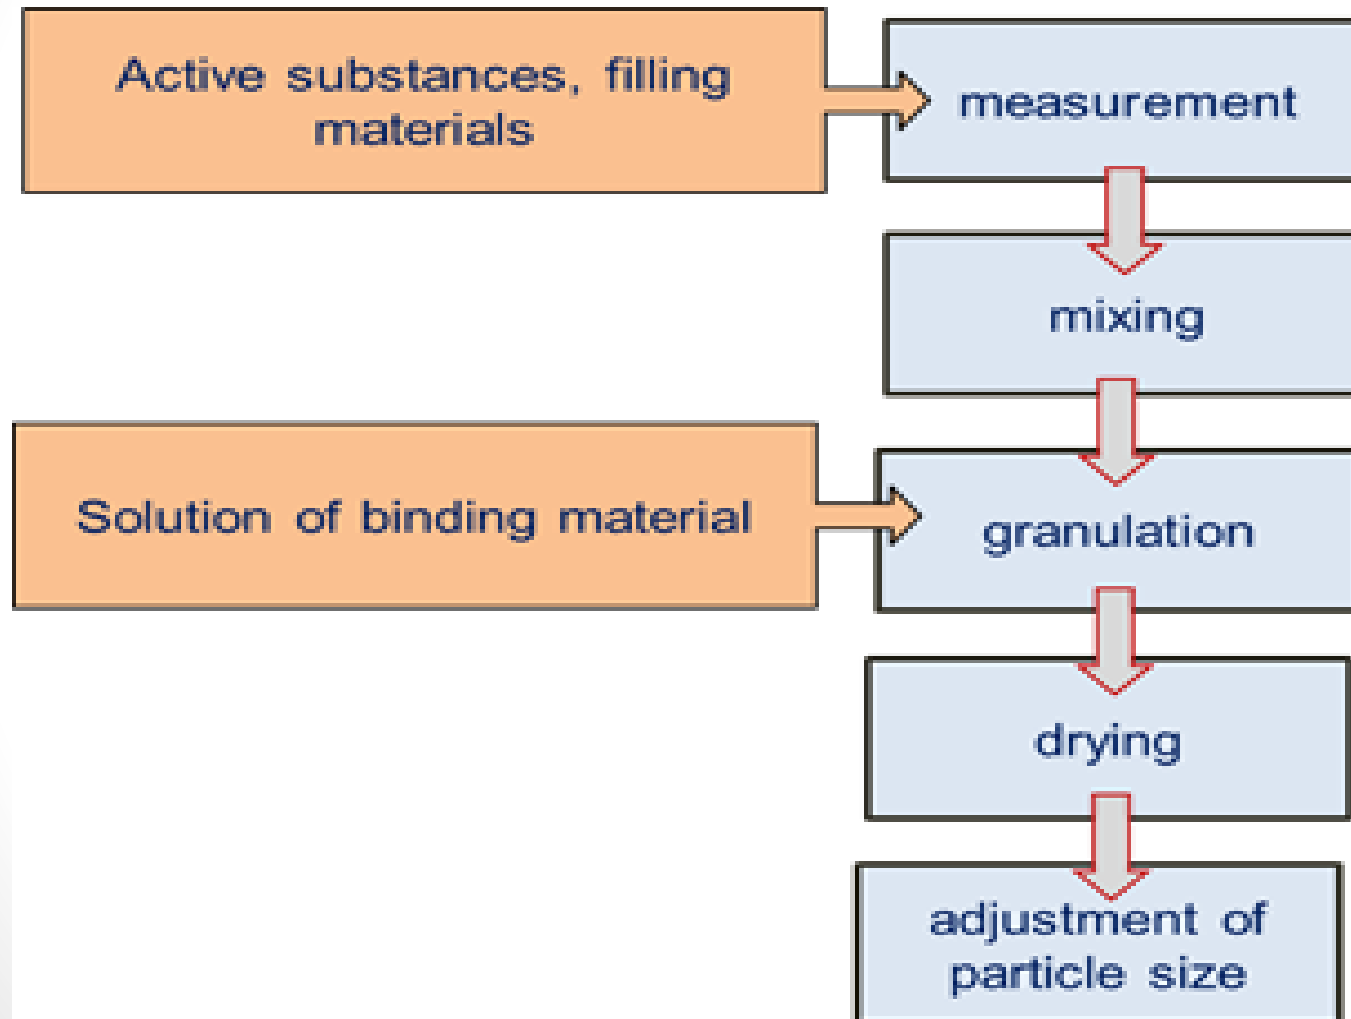 Active substances, filling
materials
measurement
mixing
Solution of binding material
granulation
drying
adjustment of
particle size